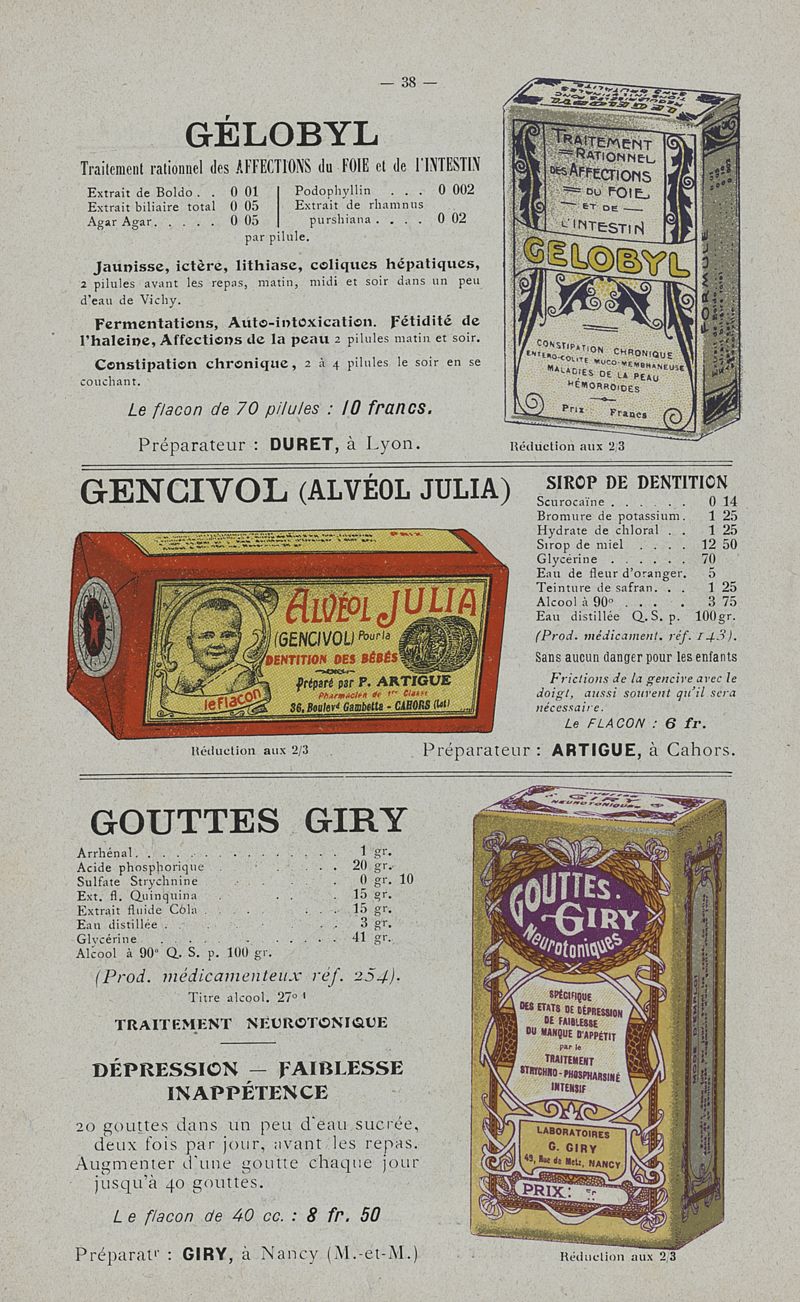 — 38 —
GÉLOBYL
Traitement rationnel des AFFECTIONS du FOIE et de l'INTESTIN
Extrait de Boldo . . 0 01
Extrait biliaire total 0 05
Agar Agar. . . . . 0 05
Podophyllin . . . 0 002
Extrait de rhamnus
purshiana . . . . 0 02
par pilule.
Jaunisse, ictère, lithiase, coliques hépatiques,
2 pilules avant les repas, matin, midi et soir dans un peu
d'eau de Vichy.
Fermentations, Auto-intoxication. Fétidité de
l'haleine, Affections de la peau 2 pilules matin et soir.
Constipation chronique, 2 à 4 pilules le soir en se
couchant.
Le flacon de 70 pilules : 10 francs.
Préparateur : DURET, à Lyon.
TRAITEMENT
RATIONNEL
DES AFFECTIONS
DU FOIE
ET DE
L'INTESTIN
GELOBYL
CONSTIPATION CHRONIQUE
ENTERO-COLITE MUCO-MEMBRANEUSE
MALADIES DE LA PEAU
HÉMORROIDES
Prix Francs
FORMULE
Réduction aux 2/3
GENCIVOL (ALVÉOL JULIA)
PRIX
ALVÉOL JULIA
(GENCIVOL) Pour la
DENTITION DES BÉBÉS
Préparé par P. ARTIGUE
Pharmacien de 1re Classe
36, Boulevd Gambetta - CAHORS (Lot)
le Flacon
Réduction aux 2/3
SIROP DE DENTITION
Scurocaïne . . . . . 0 14
Bromure de potassium. 1 25
Hydrate de chloral . . 1 25
Sirop de miel . . . . 12 50
Glycérine . . . . . . 70
Eau de fleur d'oranger. 5
Teinture de safran. . . 1 25
Alcool à 90° . . . . 3 75
Eau distillée Q. S. p. 100 gr.
(Prod. médicament. réf. 143).
Sans aucun danger pour les enfants
Frictions de la gencive avec le
doigt, aussi souvent qu'il sera
nécessaire.
Le FLACON : 6 fr.
Préparateur : ARTIGUE, à Cahors.
GOUTTES GIRY
Arrhénal. . . . . . . . . . . . 1 gr.
Acide phosphorique . . . . . 20 gr.
Sulfate Strychnine . . . 0 gr. 10
Ext. fl. Quinquina . . . . 15 gr.
Extrait fluide Cola . . . . . 15 gr.
Eau distillée . . . . . 3 gr.
Glycérine . . . . . . . . 41 gr.
Alcool à 90° Q. S. p. 100 gr.
(Prod. médicamenteux réf. 254).
Titre alcool. 27° 1
TRAITEMENT NEUROTONIQUE
DÉPRESSION — FAIBLESSE
INAPPÉTENCE
20 gouttes dans un peu d'eau sucrée,
deux fois par jour, avant les repas.
Augmenter d'une goutte chaque jour
jusqu'à 40 gouttes.
Le flacon de 40 cc. : 8 fr. 50
Préparatr : GIRY, à Nancy (M.-et-M.)
GIRY
NEUROTONIQUES
GOUTTES.
GIRY
Neurotoniques
SPÉCIFIQUE
DES ETATS DE DÉPRESSION
DE FAIBLESSE
DU MANQUE D'APPÉTIT
par le
TRAITEMENT
STRYCHNO-PHOSPHARSINÉ
INTENSIF
LABORATOIRES
G. GIRY
49, Rue de Metz, NANCY
PRIX: fr
MODE D'EMPLOI
Réduction aux 2/3